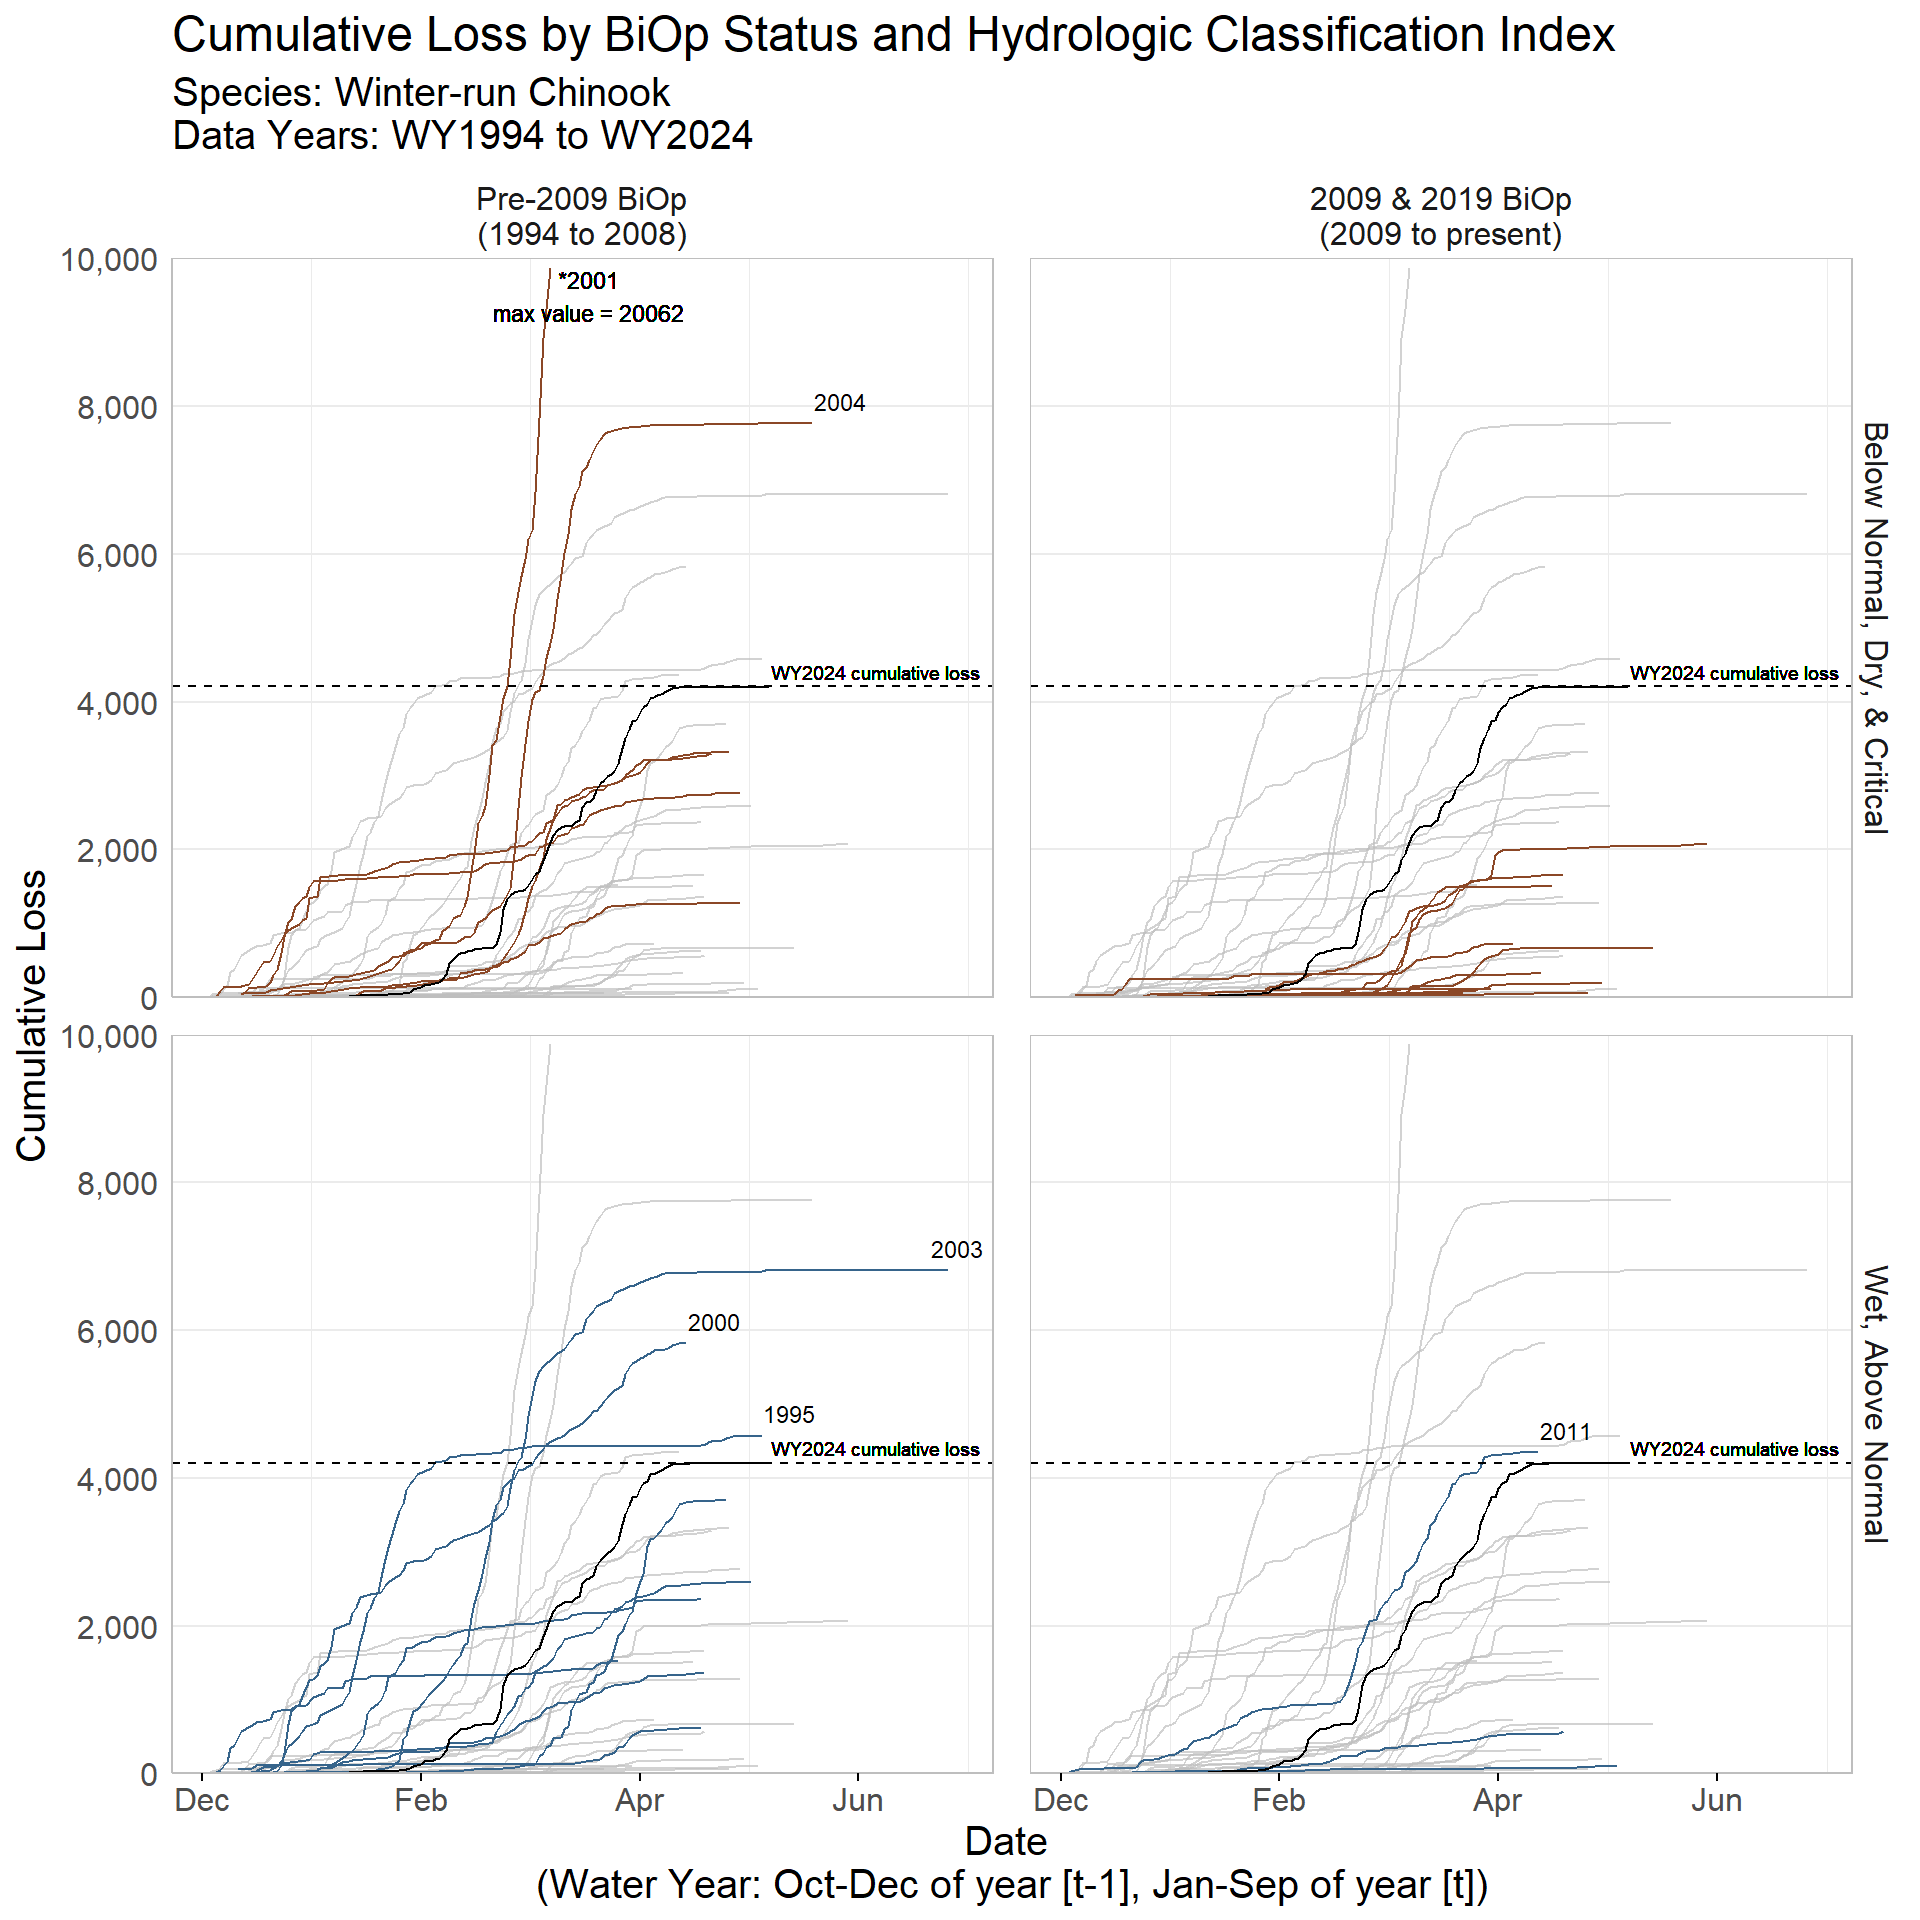 Cumulative Loss by BiOp Status and Hydrologic Classification Index
Species: Winter-run Chinook
Data Years: WY1994 to WY2024
Pre-2009 BiOp
(1994 to 2008)
2009 & 2019 BiOp
(2009 to present)
Cumulative Loss
10,000
8,000
6,000
4,000
2,000
0
*2001
max value = 20062
2004
WY2024 cumulative loss
WY2024 cumulative loss
Below Normal, Dry, & Critical
10,000
8,000
6,000
4,000
2,000
0
2003
2000
1995
WY2024 cumulative loss
2011
WY2024 cumulative loss
Wet, Above Normal
Dec
Feb
Apr
Jun
Dec
Feb
Apr
Jun
Date
(Water Year: Oct-Dec of year [t-1], Jan-Sep of year [t])